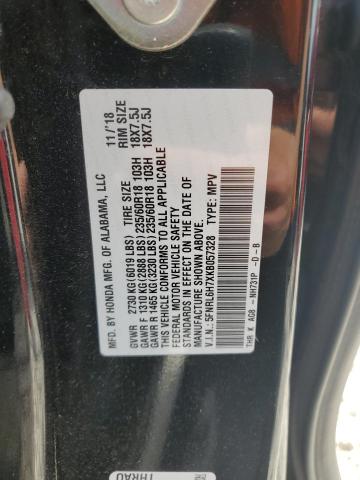 MFD. BY HONDA MFG. OF ALABAMA, LLC 11/'18
TIRE SIZE RIM SIZE
GVWR 2730 KG(6019 LBS)
GAWR F 1310 KG(2888 LBS) 235/60R18 103H 18X7.5J
GAWR R 1465 KG(3230 LBS) 235/60R18 103H 18X7.5J
THIS VEHICLE CONFORMS TO ALL APPLICABLE
FEDERAL MOTOR VEHICLE SAFETY
STANDARDS IN EFFECT ON THE DATE OF
MANUFACTURE SHOWN ABOVE.
V.I.N.: 5FNRL6H7XKB057328 TYPE: MPV
THR K AG8 -NH731P -D -B